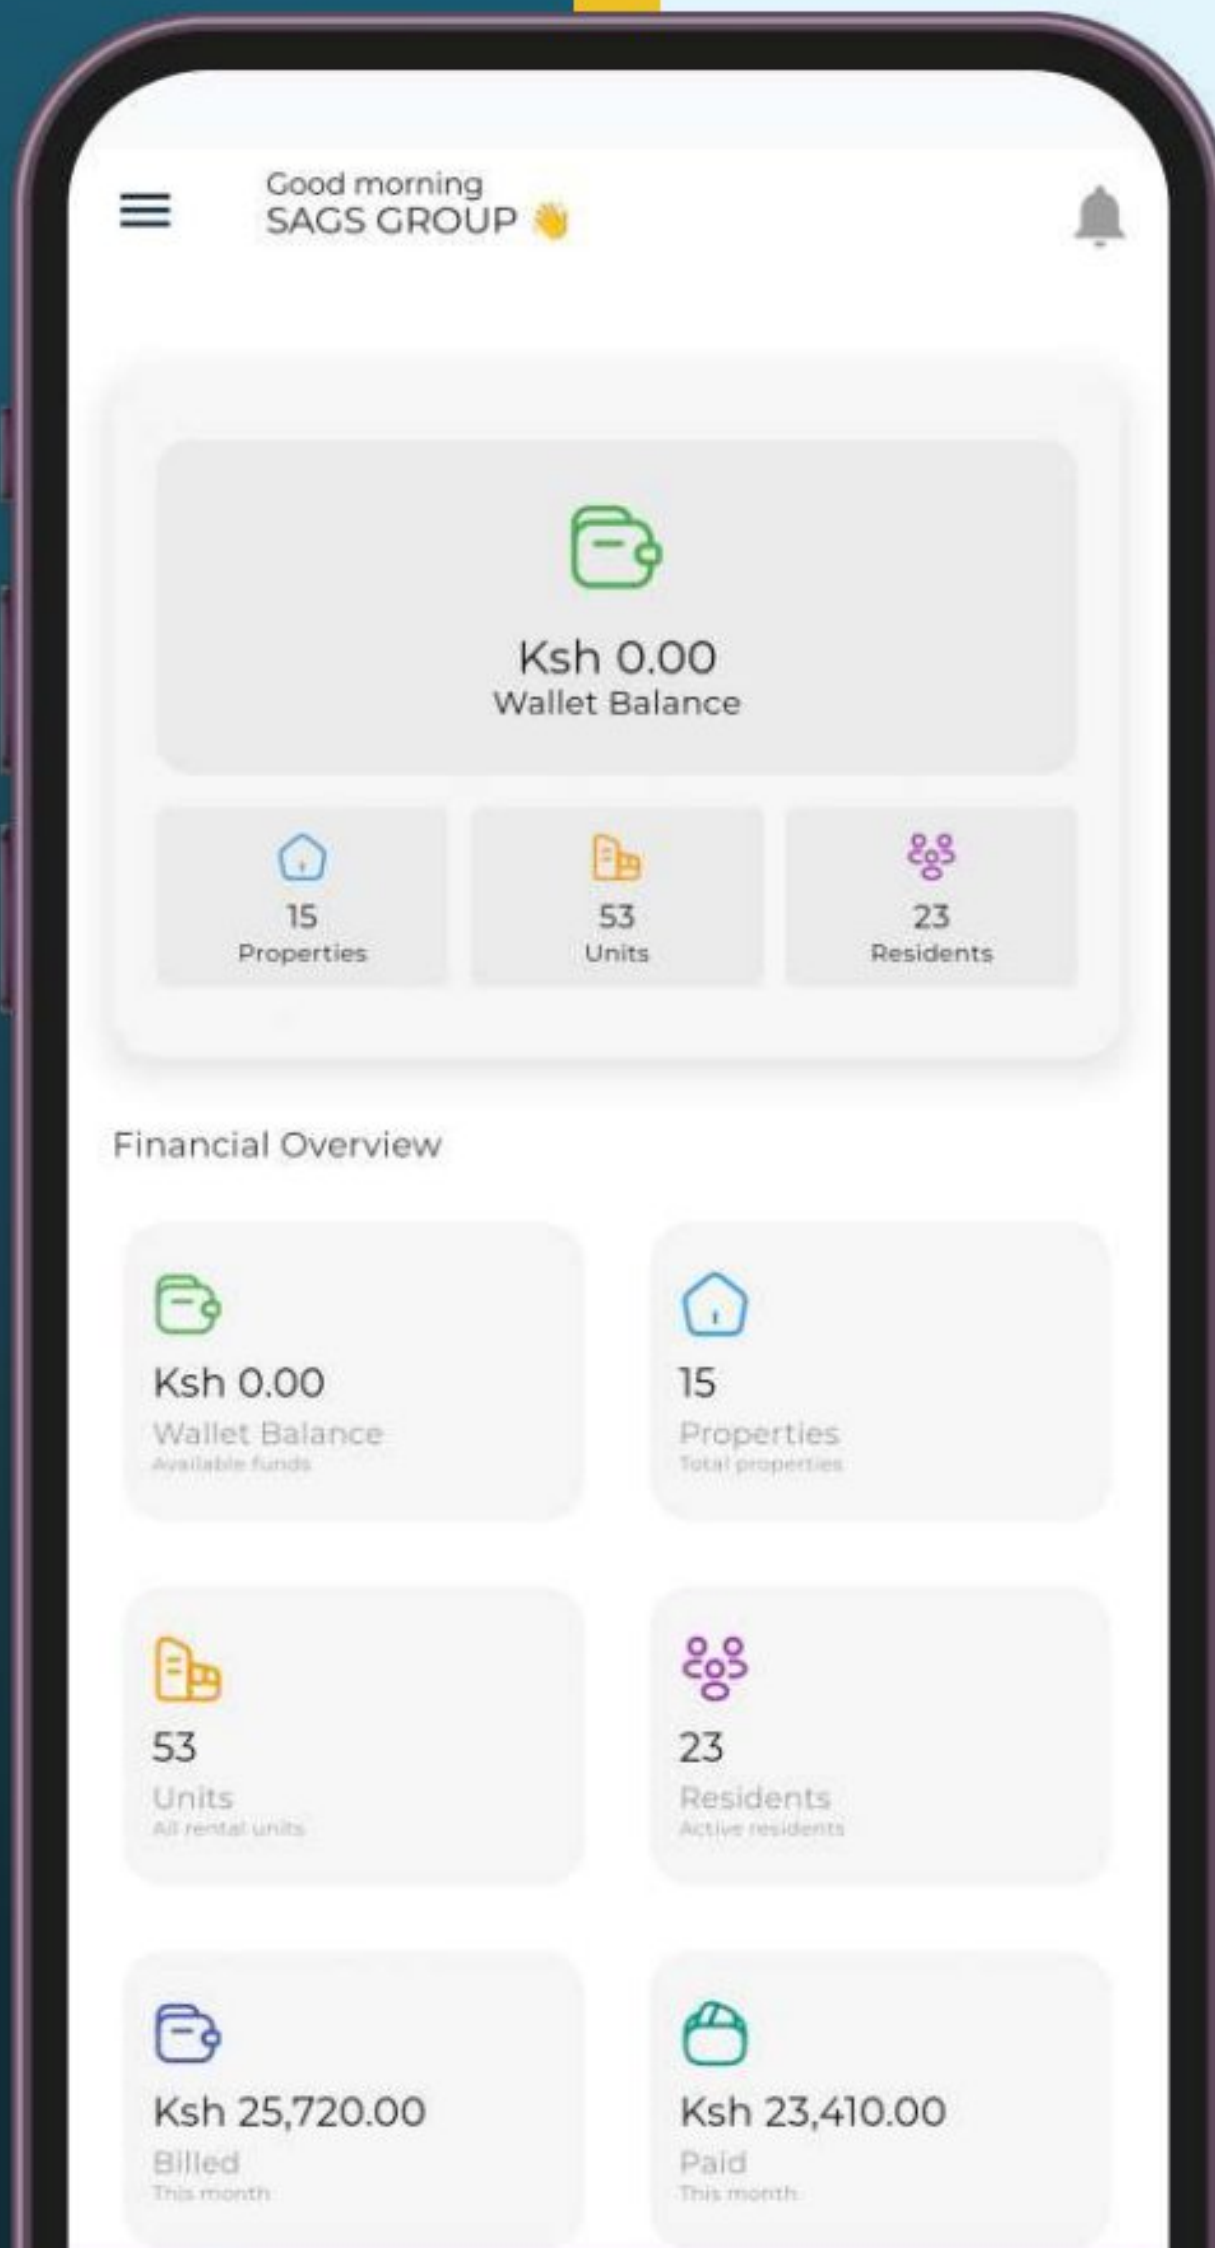 Good morning
SAGS GROUP 👋
Ksh 0.00
Wallet Balance
15
Properties
53
Units
23
Residents
Financial Overview
Ksh 0.00
Wallet Balance
Available funds
15
Properties
Total properties
53
Units
All rental units
23
Residents
Active residents
Ksh 25,720.00
Billed
This month
Ksh 23,410.00
Paid
This month